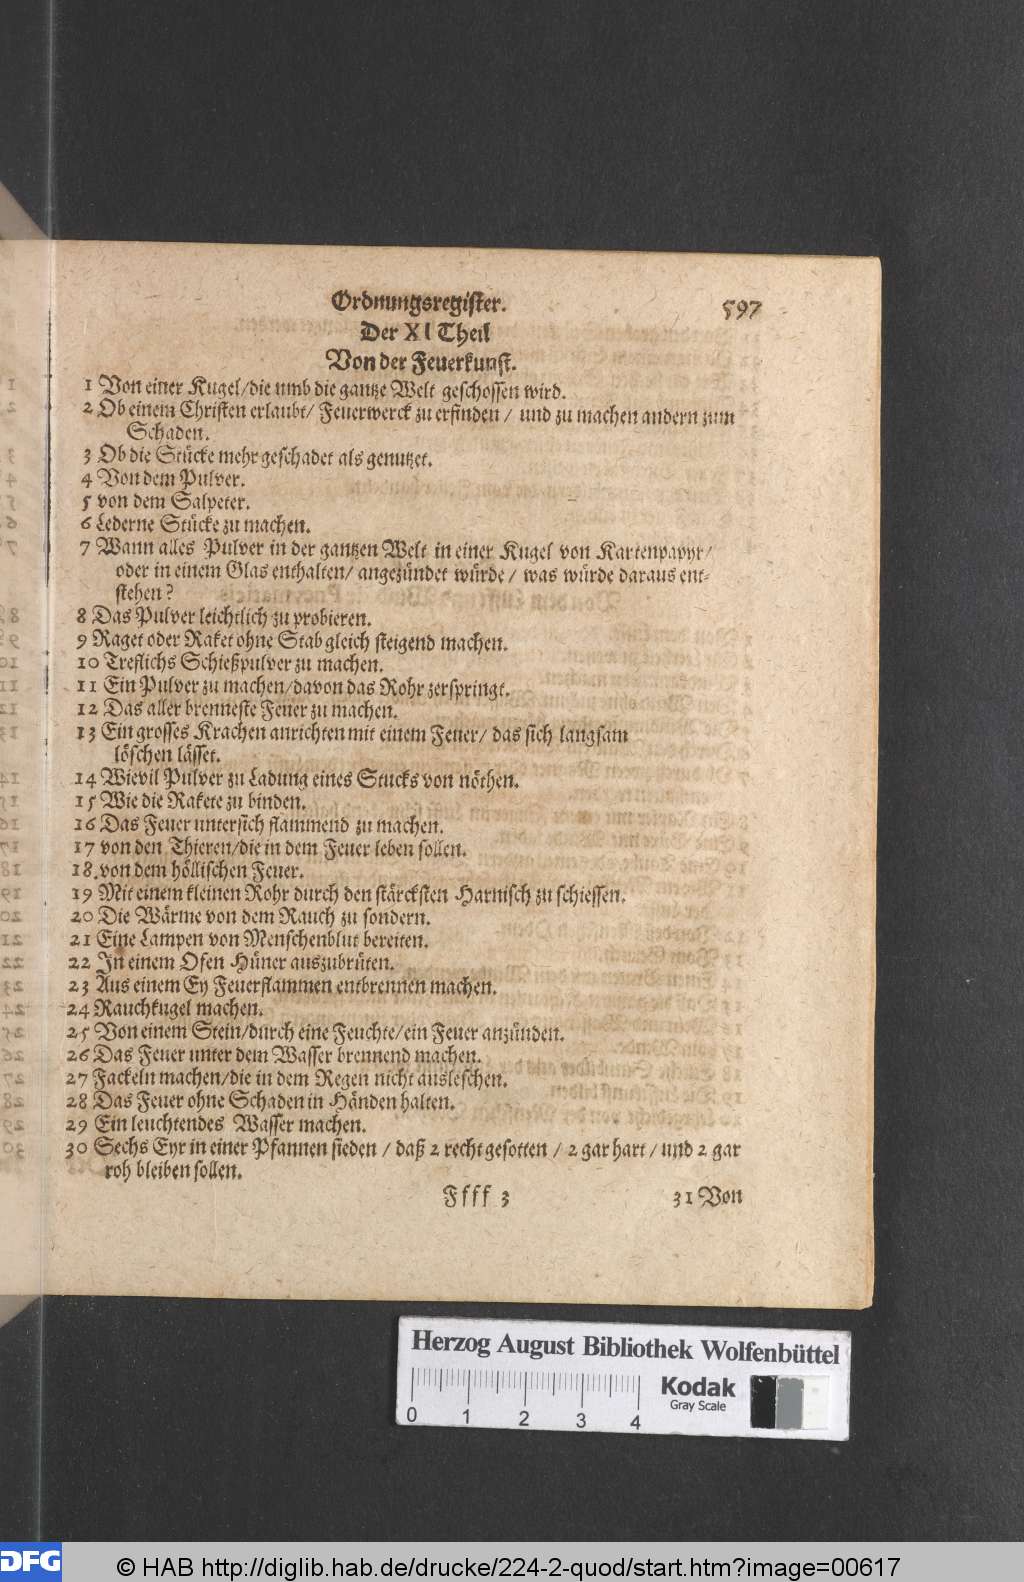 Ordnungsregister. 597
Der XI Theil
Von der Feuerkunst.
1 Von einer Kugel/die umb die gantze Welt geschossen wird.
2 Ob einem Christen erlaubt/ Feuerwerck zu erfinden / und zu machen andern zum
Schaden.
3 Ob die Stücke mehr geschadet als genutzet.
4 Von dem Pulver.
5 von dem Salpeter.
6 Lederne Stücke zu machen.
7 Wann alles Pulver in der gantzen Welt in einer Kugel von Kartenpapyr/
oder in einem Glas enthalten/ angezündet würde / was würde daraus ent-
stehen?
8 Das Pulver leichtlich zu probieren.
9 Raget oder Raket ohne Stab gleich steigend machen.
10 Treflichs Schießpulver zu machen.
11 Ein Pulver zu machen/davon das Rohr zerspringt.
12 Das aller brenneste Feuer zu machen.
13 Ein grosses Krachen anrichten mit einem Feuer/ das sich langsam
löschen lässet.
14 Wievil Pulver zu Ladung eines Stucks von nöthen.
15 Wie die Rakete zu binden.
16 Das Feuer untersich flammend zu machen.
17 von den Thieren/die in dem Feuer leben sollen.
18.von dem höllischen Feuer.
19 Mit einem kleinen Rohr durch den stärcksten Harnisch zu schiessen.
20 Die Wärme von dem Rauch zu sondern.
21 Eine Lampen von Menschenblut bereiten.
22 In einem Ofen Hüner auszubrüten.
23 Aus einem Ey Feuerflammen entbrennen machen.
24 Rauchkugel machen.
25 Von einem Stein/durch eine Feuchte/ein Feuer anzünden.
26 Das Feuer unter dem Wasser brennend machen.
27 Fackeln machen/die in dem Regen nicht ausleschen.
28 Das Feuer ohne Schaden in Händen halten.
29 Ein leuchtendes Wasser machen.
30 Sechs Eyr in einer Pfannen sieden / daß 2 recht gesotten / 2 gar hart / und 2 gar
roh bleiben sollen.
Ffff 3 31 Von
Herzog August Bibliothek Wolfenbüttel
0 1 2 3 4
Kodak
Gray Scale
DFG
© HAB http://diglib.hab.de/drucke/224-2-quod/start.htm?image=00617